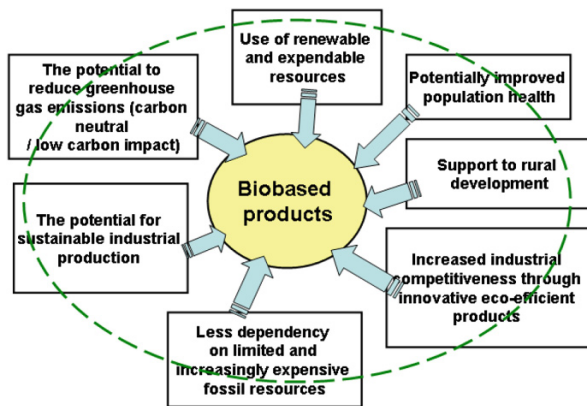 Use of renewable
and expendable
resources
The potential to
reduce greenhouse
gas emissions (carbon
neutral
/ low carbon impact)
Potentially improved
population health
Biobased
products
Support to rural
development
The potential for
sustainable industrial
production
Increased industrial
competitiveness through
innovative eco-efficient
products
Less dependency
on limited and
increasingly expensive
fossil resources